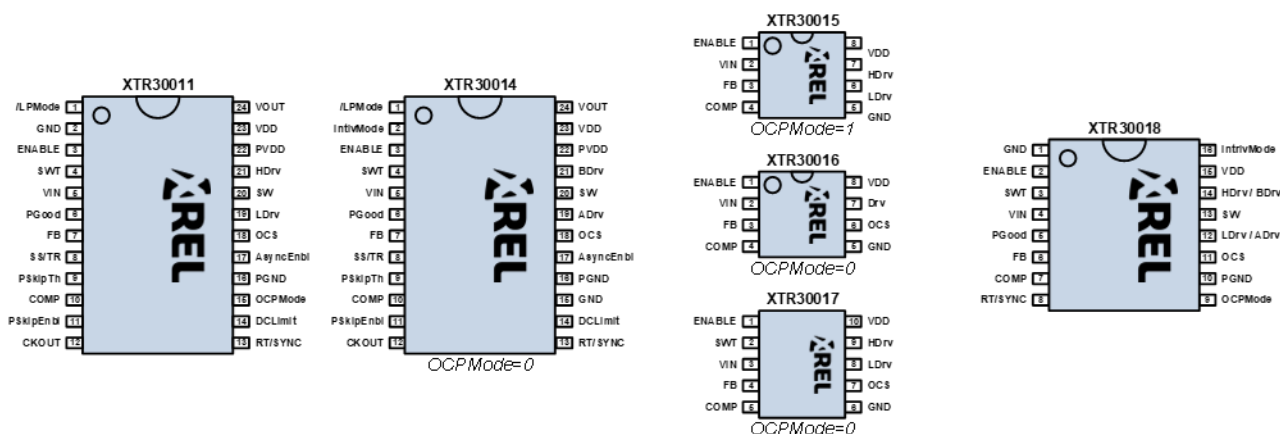 XTR30011
/LPMode 1 24 VOUT
GND 2 23 VDD
ENABLE 3 22 PVDD
SWT 4 21 HDrv
VIN 5 20 SW
PGood 6 19 LDrv
FB 7 18 OCS
SS/TR 8 17 AsyncEnbl
PSkipTh 9 16 PGND
COMP 10 15 OCPMode
PSkipEnbl 11 14 DCLimit
CKOUT 12 13 RT/SYNC
XREL
XTR30014
/LPMode 1 24 VOUT
IntlvMode 2 23 VDD
ENABLE 3 22 PVDD
SWT 4 21 BDrv
VIN 5 20 SW
PGood 6 19 ADrv
FB 7 18 OCS
SS/TR 8 17 AsyncEnbl
PSkipTh 9 16 PGND
COMP 10 15 GND
PSkipEnbl 11 14 DCLimit
CKOUT 12 13 RT/SYNC
XREL
OCPMode=0
XTR30015
ENABLE 1 8 VDD
VIN 2 7 HDrv
FB 3 6 LDrv
COMP 4 5 GND
XREL
OCPMode=1
XTR30016
ENABLE 1 8 VDD
VIN 2 7 Drv
FB 3 6 OCS
COMP 4 5 GND
XREL
OCPMode=0
XTR30017
ENABLE 1 10 VDD
SWT 2 9 HDrv
VIN 3 8 LDrv
FB 4 7 OCS
COMP 5 6 GND
XREL
OCPMode=0
XTR30018
GND 1 16 IntrlvMode
ENABLE 2 15 VDD
SWT 3 14 HDrv / BDrv
VIN 4 13 SW
PGood 5 12 LDrv / ADrv
FB 6 11 OCS
COMP 7 10 PGND
RT/SYNC 8 9 OCPMode
XREL